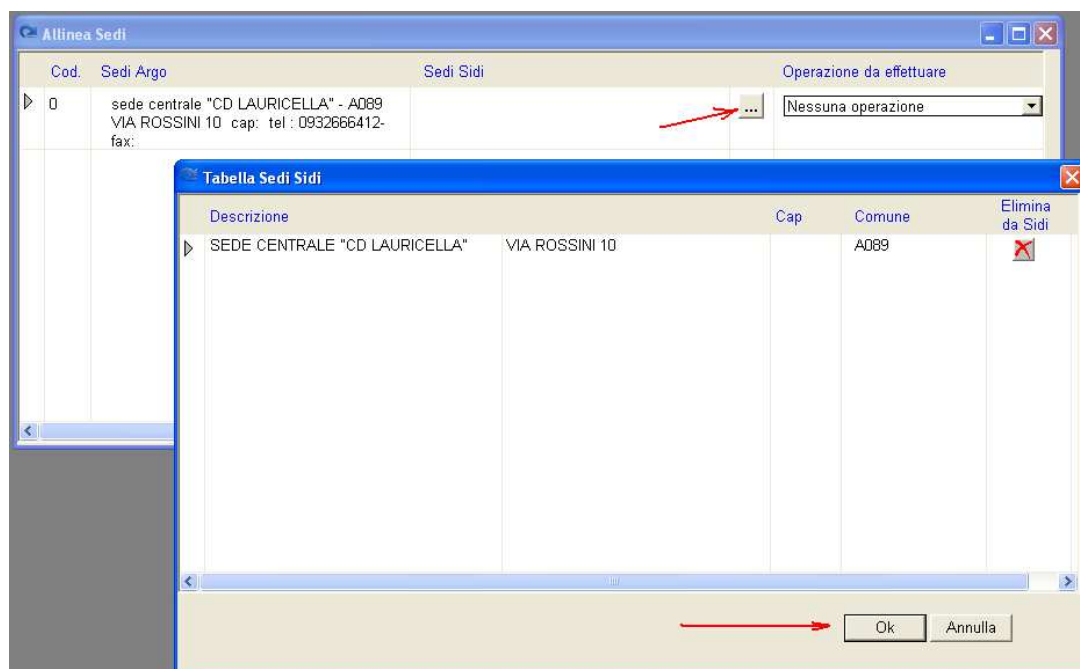 Allinea Sedi
Cod. Sedi Argo Sedi Sidi Operazione da effettuare
0 sede centrale "CD LAURICELLA" - A089 ... Nessuna operazione
VIA ROSSINI 10 cap: tel : 0932666412-
fax:
Tabella Sedi Sidi
Descrizione Cap Comune Elimina
da Sidi
SEDE CENTRALE "CD LAURICELLA" VIA ROSSINI 10 A089
Ok Annulla